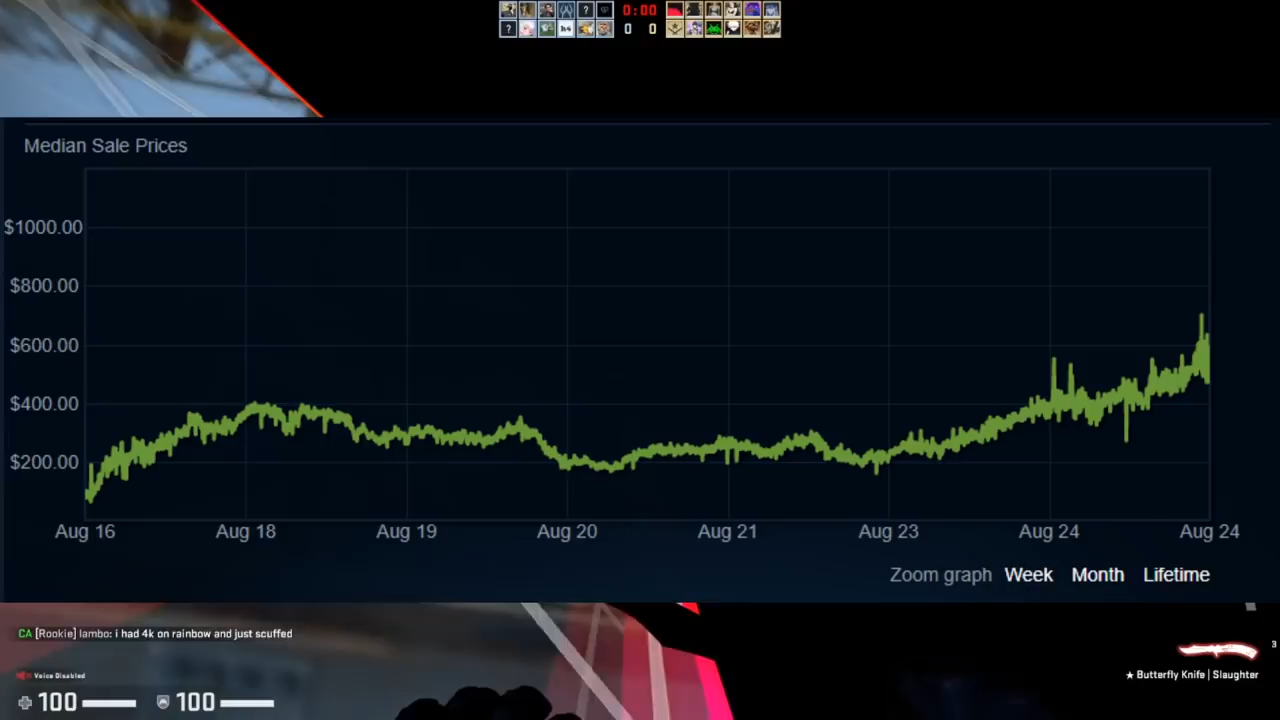 0:00
? ?
0 0
Median Sale Prices
$1000.00
$800.00
$600.00
$400.00
$200.00
Aug 16 Aug 18 Aug 19 Aug 20 Aug 21 Aug 23 Aug 24 Aug 24
Zoom graph Week Month Lifetime
CA [Rookie] lambo: i had 4k on rainbow and just scuffed
3
Voice Disabled
★ Butterfly Knife | Slaughter
100 100